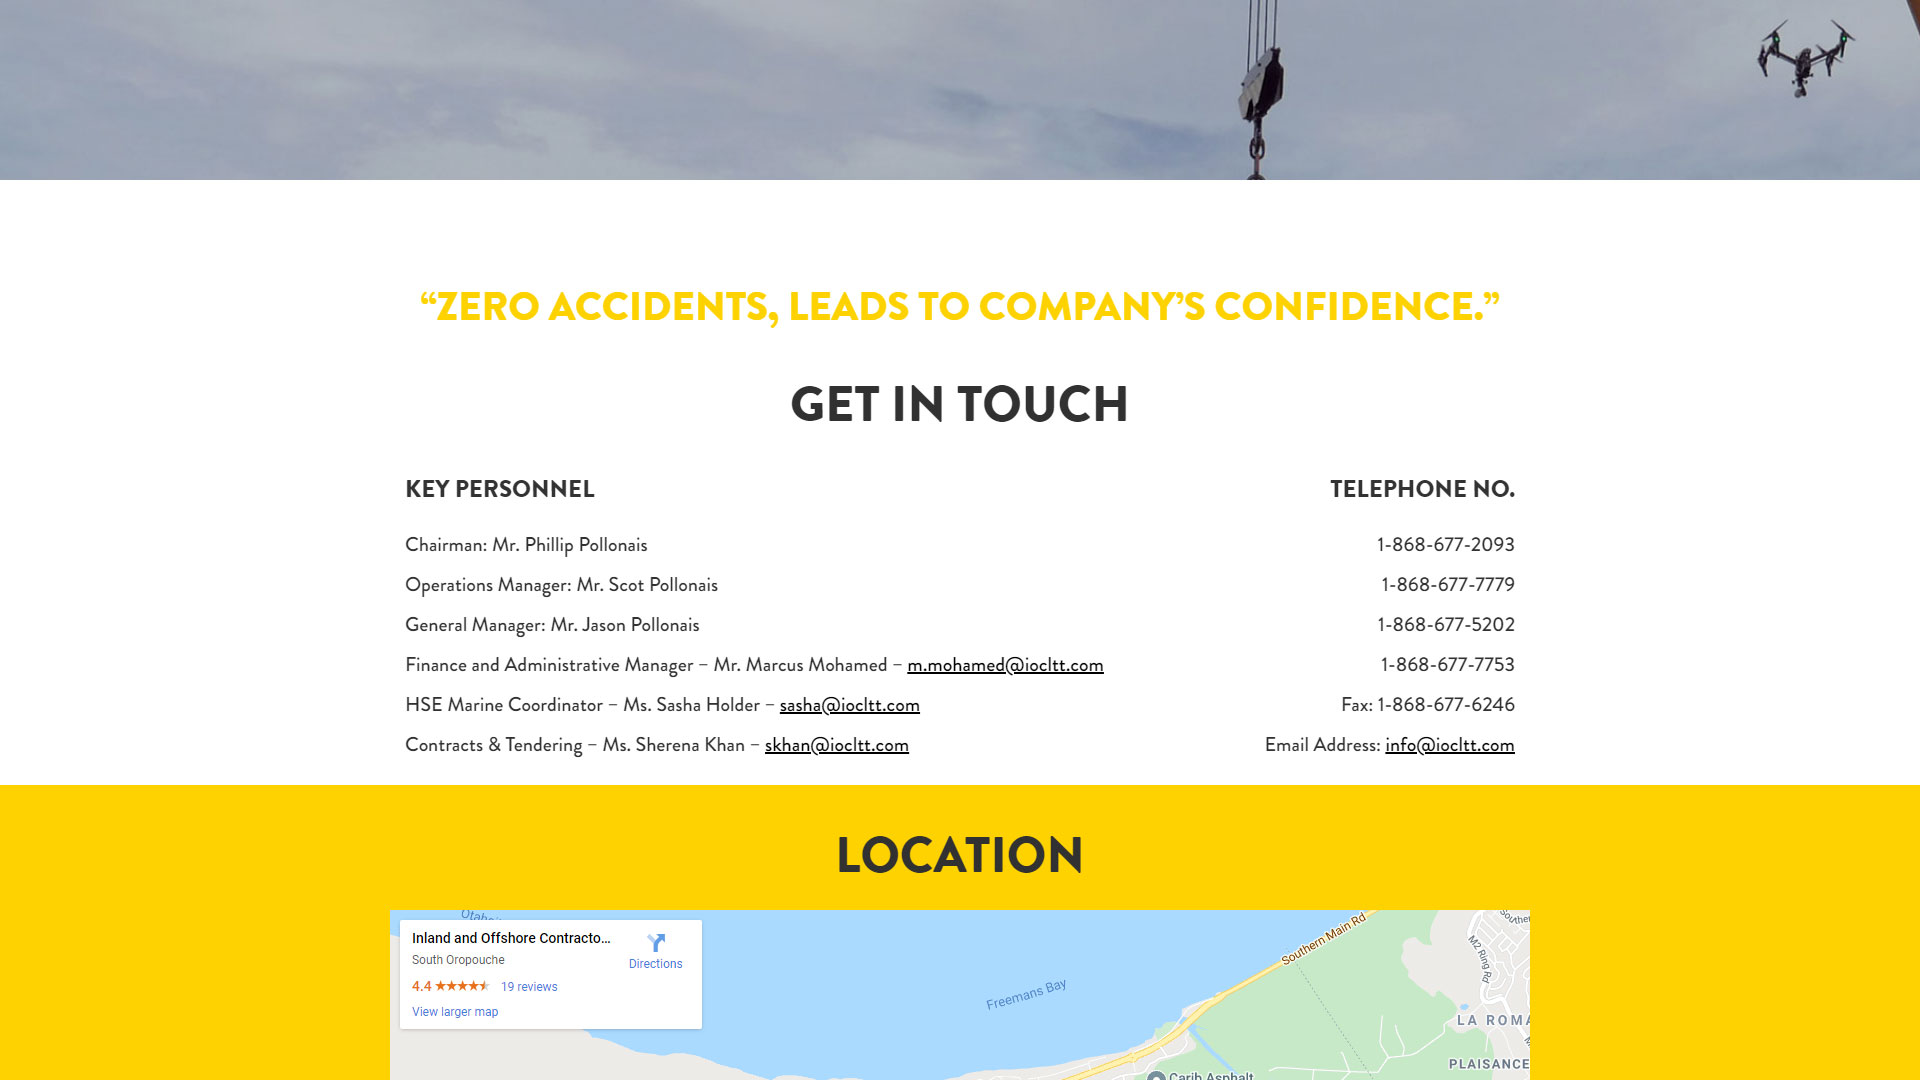 “ZERO ACCIDENTS, LEADS TO COMPANY’S CONFIDENCE.”
GET IN TOUCH
KEY PERSONNEL
TELEPHONE NO.
Chairman: Mr. Phillip Pollonais
1-868-677-2093
Operations Manager: Mr. Scot Pollonais
1-868-677-7779
General Manager: Mr. Jason Pollonais
1-868-677-5202
Finance and Administrative Manager – Mr. Marcus Mohamed – m.mohamed@iocltt.com
1-868-677-7753
HSE Marine Coordinator – Ms. Sasha Holder – sasha@iocltt.com
Fax: 1-868-677-6246
Contracts & Tendering – Ms. Sherena Khan – skhan@iocltt.com
Email Address: info@iocltt.com
LOCATION
Inland and Offshore Contracto...
South Oropouche
4.4
19 reviews
View larger map
Directions
Southern Main Rd
Freemans Bay
M2 Ring Rd
LA ROMA
PLAISANCE
Carib Asphalt